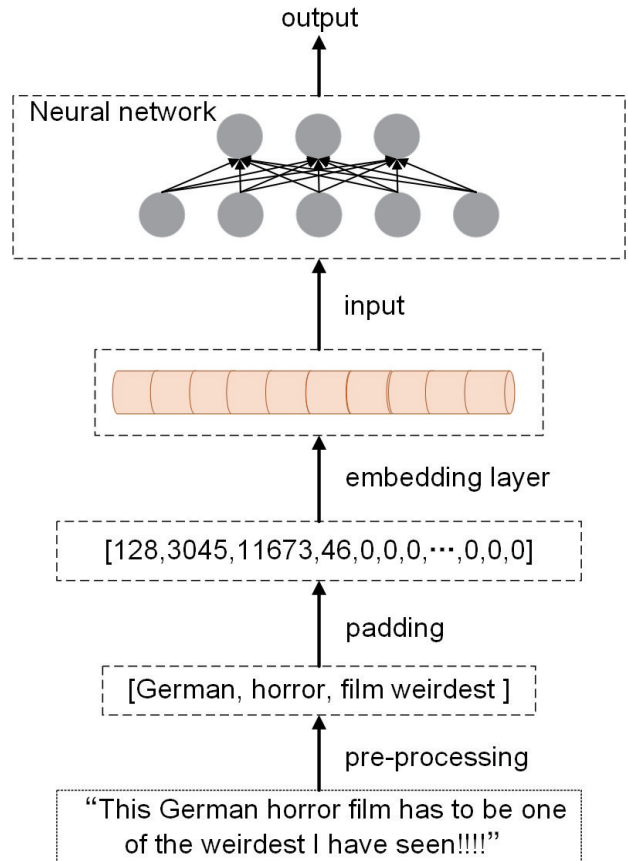 output
Neural network
input
embedding layer
[128,3045,11673,46,0,0,0,⋯,0,0,0]
padding
[German, horror, film weirdest ]
pre-processing
“This German horror film has to be one
of the weirdest I have seen!!!!”